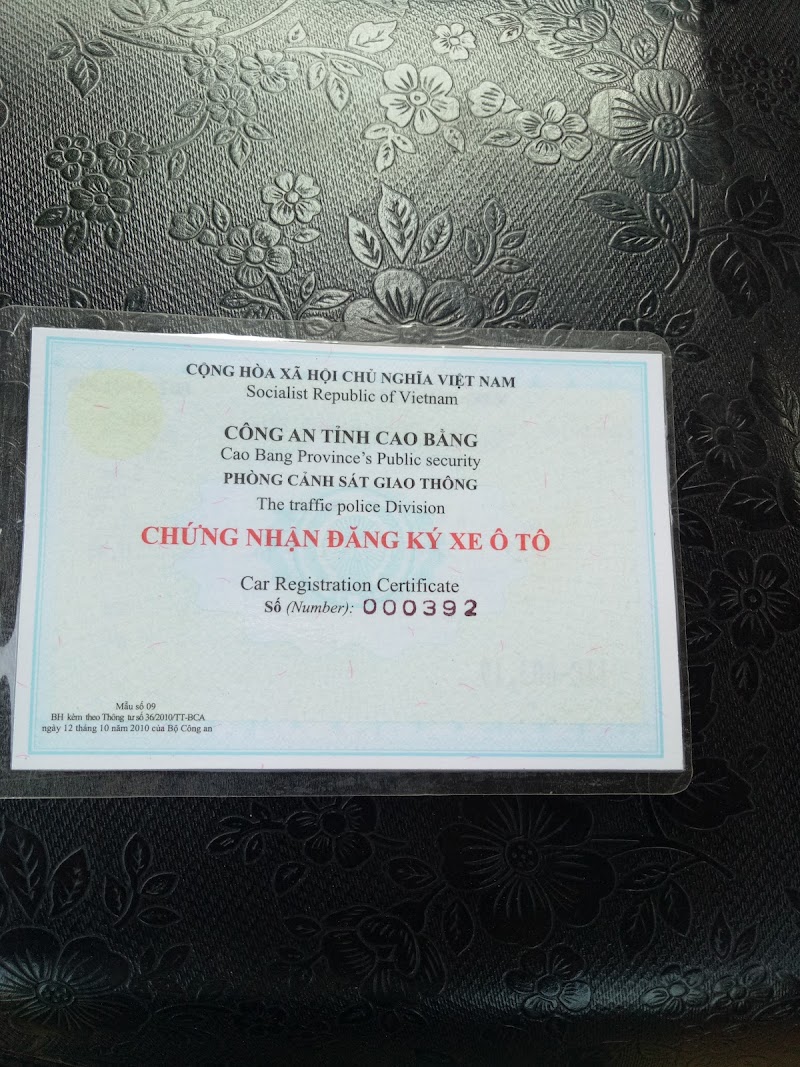 CỘNG HÒA XÃ HỘI CHỦ NGHĨA VIỆT NAM
Socialist Republic of Vietnam
CÔNG AN TỈNH CAO BẰNG
Cao Bang Province's Public security
PHÒNG CẢNH SÁT GIAO THÔNG
The traffic police Division
CHỨNG NHẬN ĐĂNG KÝ XE Ô TÔ
Car Registration Certificate
Số (Number): 000392
Mẫu số 09
BH kèm theo Thông tư số 36/2010/TT-BCA
ngày 12 tháng 10 năm 2010 của Bộ Công an